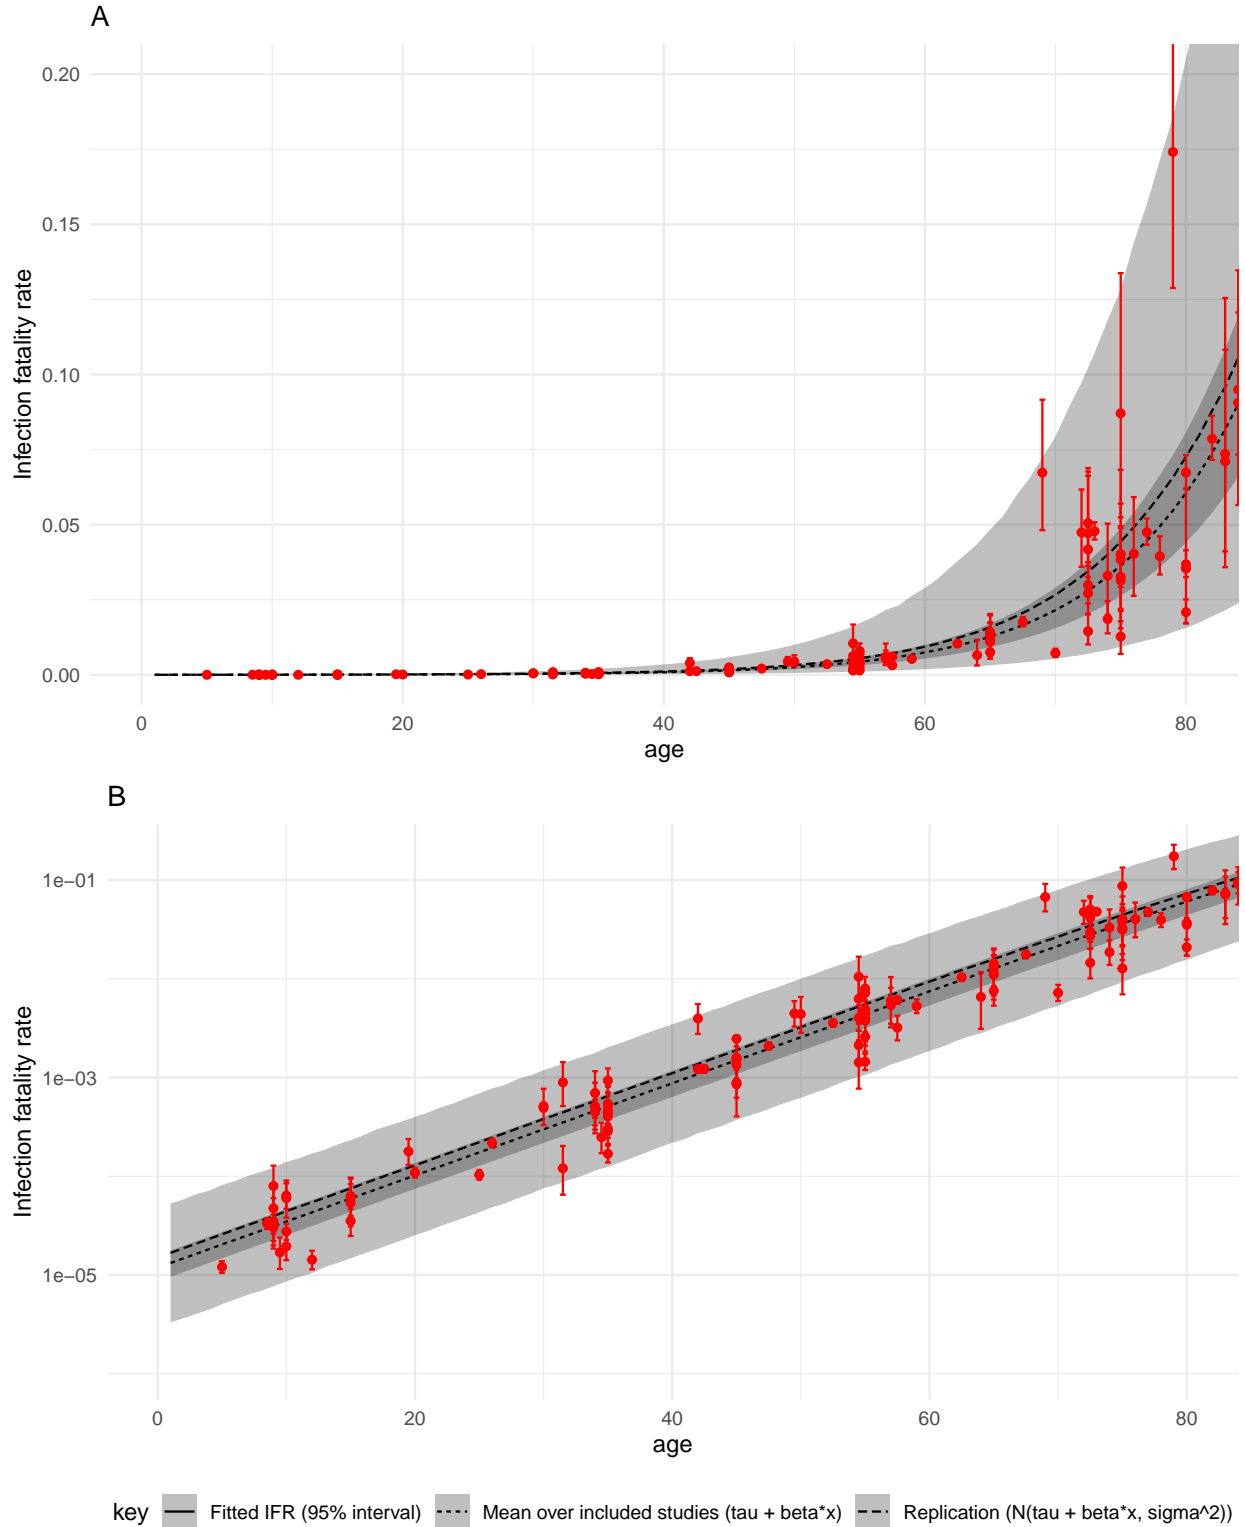 A
0.20
0.15
0.10
0.05
0.00
Infection fatality rate
0 20 40 60 80
age
B
1e−01
1e−03
1e−05
Infection fatality rate
0 20 40 60 80
age
key Fitted IFR (95% interval) Mean over included studies (tau + beta*x) Replication (N(tau + beta*x, sigma^2))